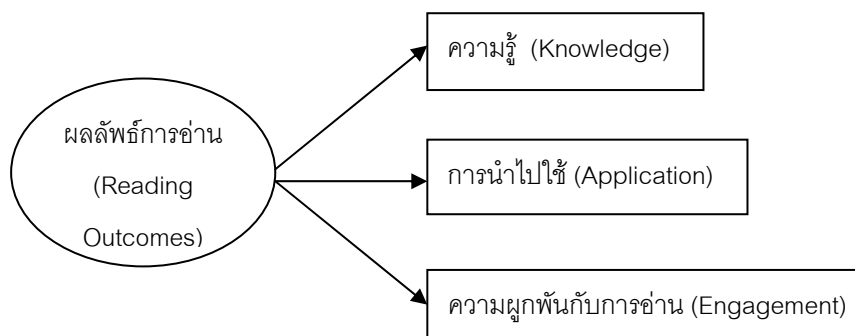 ความรู้ (Knowledge)
ผลลัพธ์การอ่าน
(Reading
Outcomes)
การนำไปใช้ (Application)
ความผูกพันกับการอ่าน (Engagement)